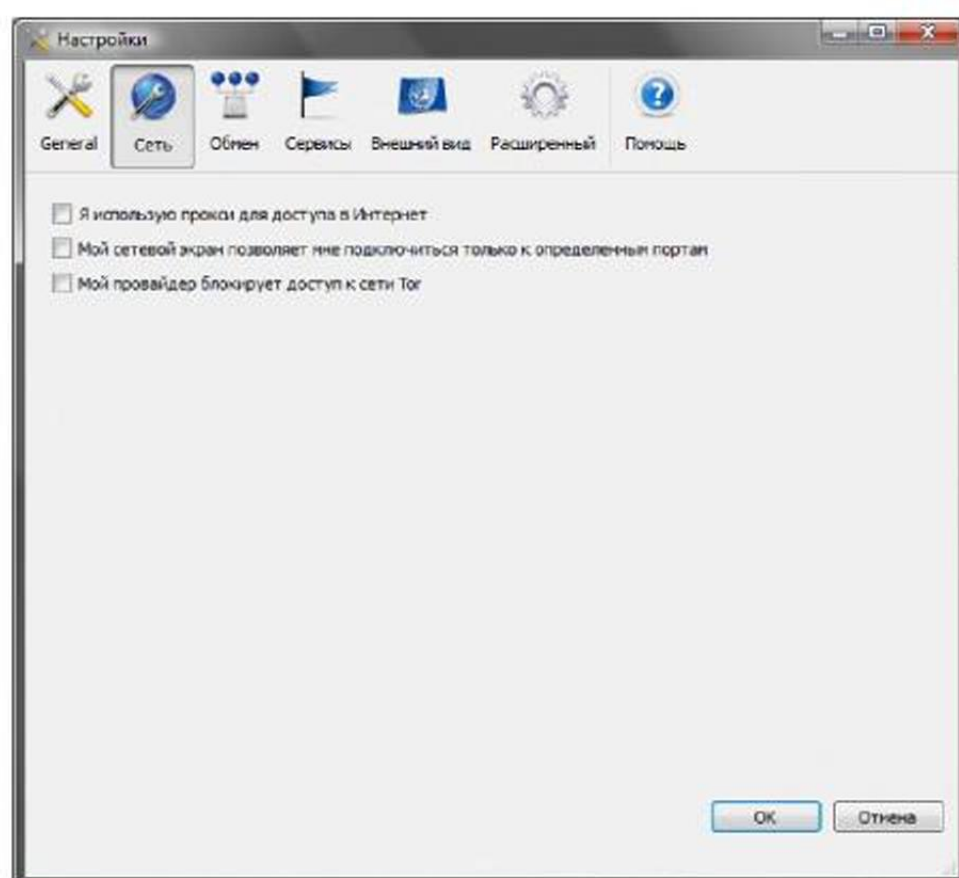 Настройки
General
Сеть
Обмен
Сервисы
Внешний вид
Расширенный
Помощь
Я использую прокси для доступа в Интернет
Мой сетевой экран позволяет мне подключиться только к определенным портам
Мой провайдер блокирует доступ к сети Tor
OK
Отмена